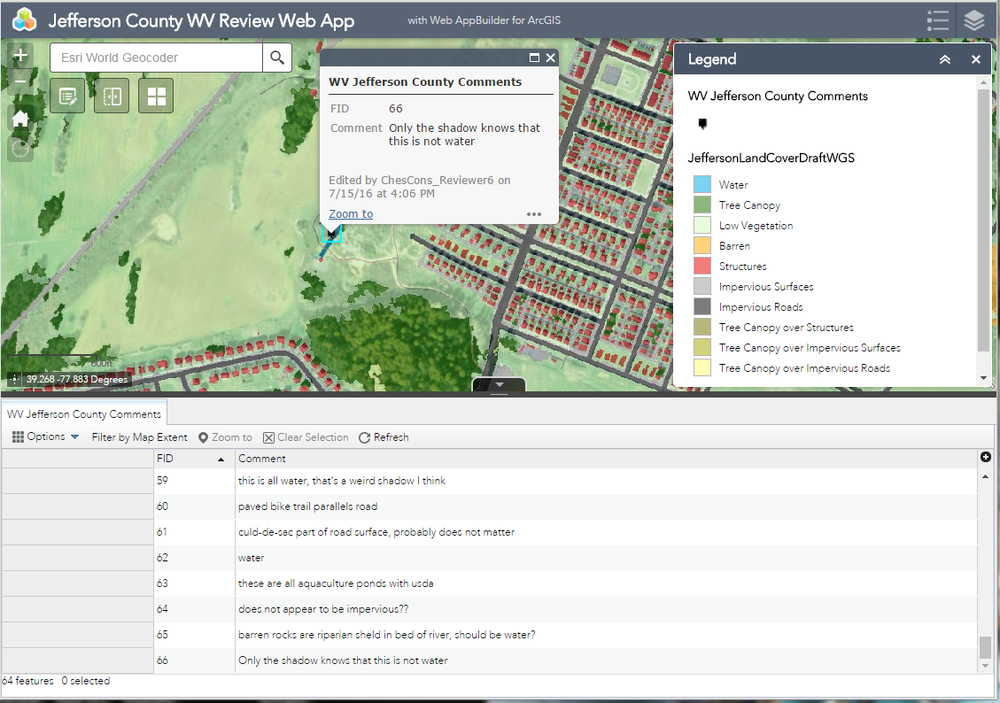 Jefferson County WV Review Web App
with Web AppBuilder for ArcGIS
+
Esri World Geocoder
−
WV Jefferson County Comments
FID 66
Comment Only the shadow knows that
this is not water
Edited by ChesCons_Reviewer6 on
7/15/16 at 4:06 PM
Zoom to
Legend
WV Jefferson County Comments
JeffersonLandCoverDraftWGS
Water
Tree Canopy
Low Vegetation
Barren
Structures
Impervious Surfaces
Impervious Roads
Tree Canopy over Structures
Tree Canopy over Impervious Surfaces
Tree Canopy over Impervious Roads
600ft
39.268 -77.883 Degrees
WV Jefferson County Comments
Options Filter by Map Extent Zoom to Clear Selection Refresh
FID Comment
59 this is all water, that's a weird shadow I think
60 paved bike trail parallels road
61 culd-de-sac part of road surface, probably does not matter
62 water
63 these are all aquaculture ponds with usda
64 does not appear to be impervious??
65 barren rocks are riparian sheld in bed of river, should be water?
66 Only the shadow knows that this is not water
64 features 0 selected